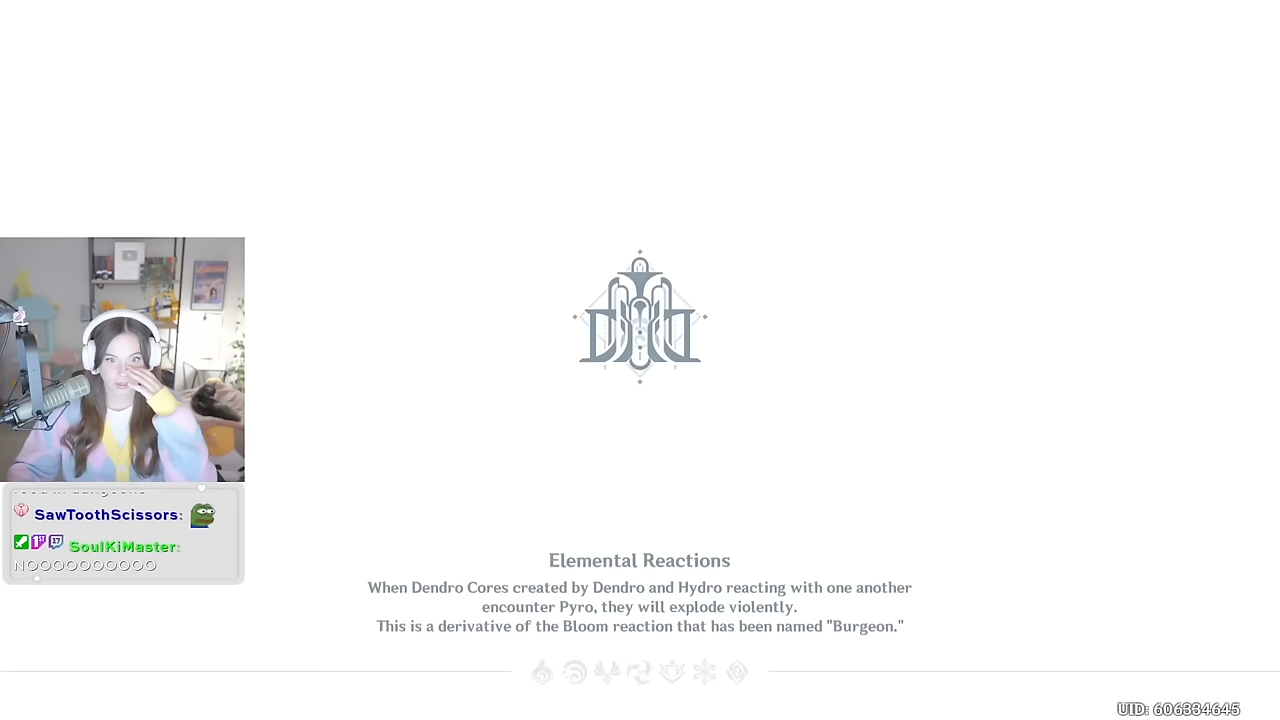 SawToothScissors:
SoulKiMaster:
NOOOOOOOOOO
Elemental Reactions
When Dendro Cores created by Dendro and Hydro reacting with one another
encounter Pyro, they will explode violently.
This is a derivative of the Bloom reaction that has been named "Burgeon."
UID: 606334645